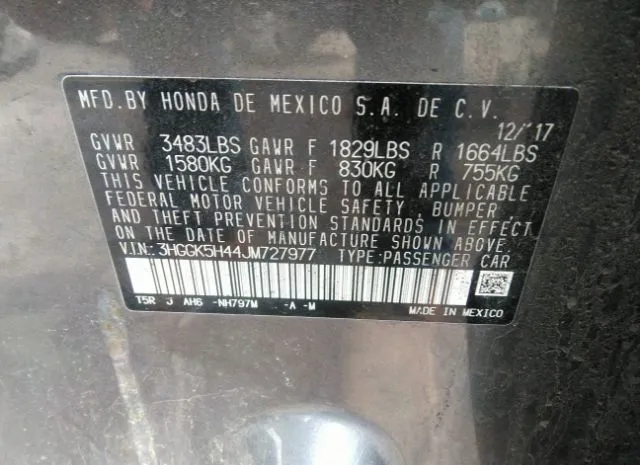 MFD.BY HONDA DE MEXICO S.A. DE C.V.
12/'17
GVWR 3483LBS GAWR F 1829LBS R 1664LBS
GVWR 1580KG GAWR F 830KG R 755KG
THIS VEHICLE CONFORMS TO ALL APPLICABLE
FEDERAL MOTOR VEHICLE SAFETY, BUMPER,
AND THEFT PREVENTION STANDARDS IN EFFECT
ON THE DATE OF MANUFACTURE SHOWN ABOVE.
V.I.N.: 3HGGK5H44JM727977 TYPE:PASSENGER CAR
T5R J AH6 -NH797M -A -M
MADE IN MEXICO